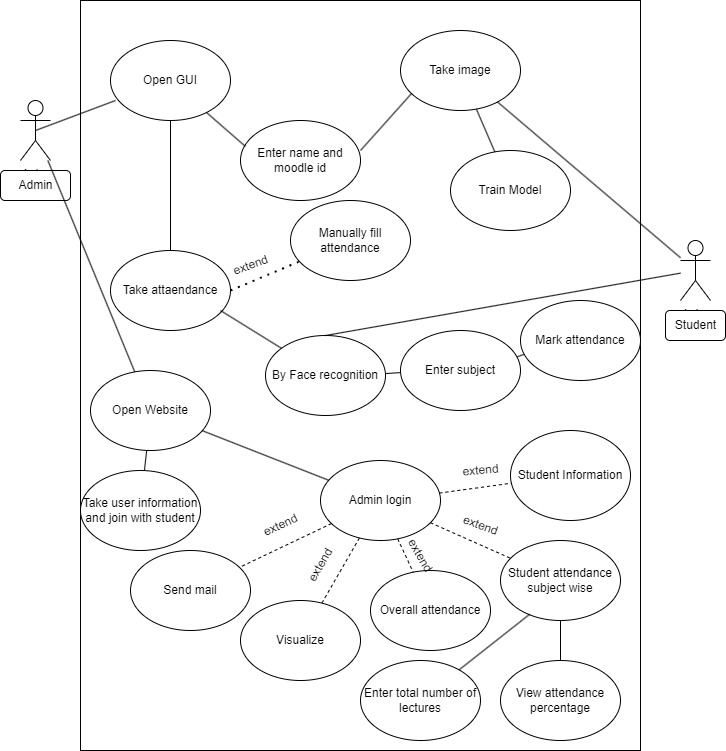 Open GUI
Take image
Enter name and
moodle id
Admin
Train Model
Manually fill
attendance
extend
Take attaendance
Student
Mark attendance
By Face recognition
Enter subject
Open Website
extend
Student Information
Admin login
Take user information
and join with student
extend
extend
extend
extend
Student attendance
subject wise
Send mail
Overall attendance
Visualize
Enter total number of
lectures
View attendance
percentage